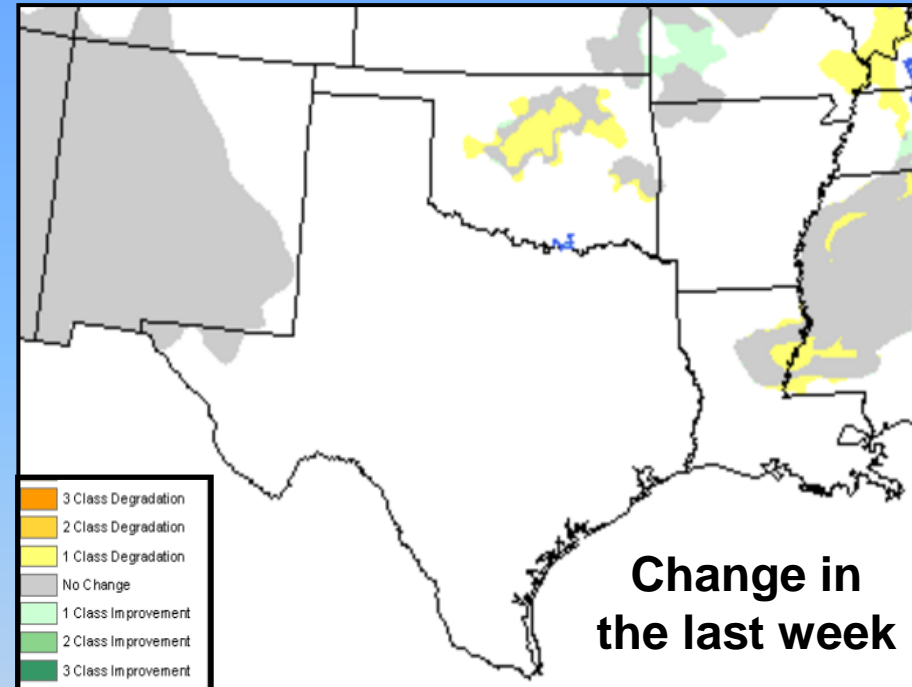 3 Class Degradation
2 Class Degradation
1 Class Degradation
No Change
1 Class Improvement
2 Class Improvement
3 Class Improvement
Change in
the last week